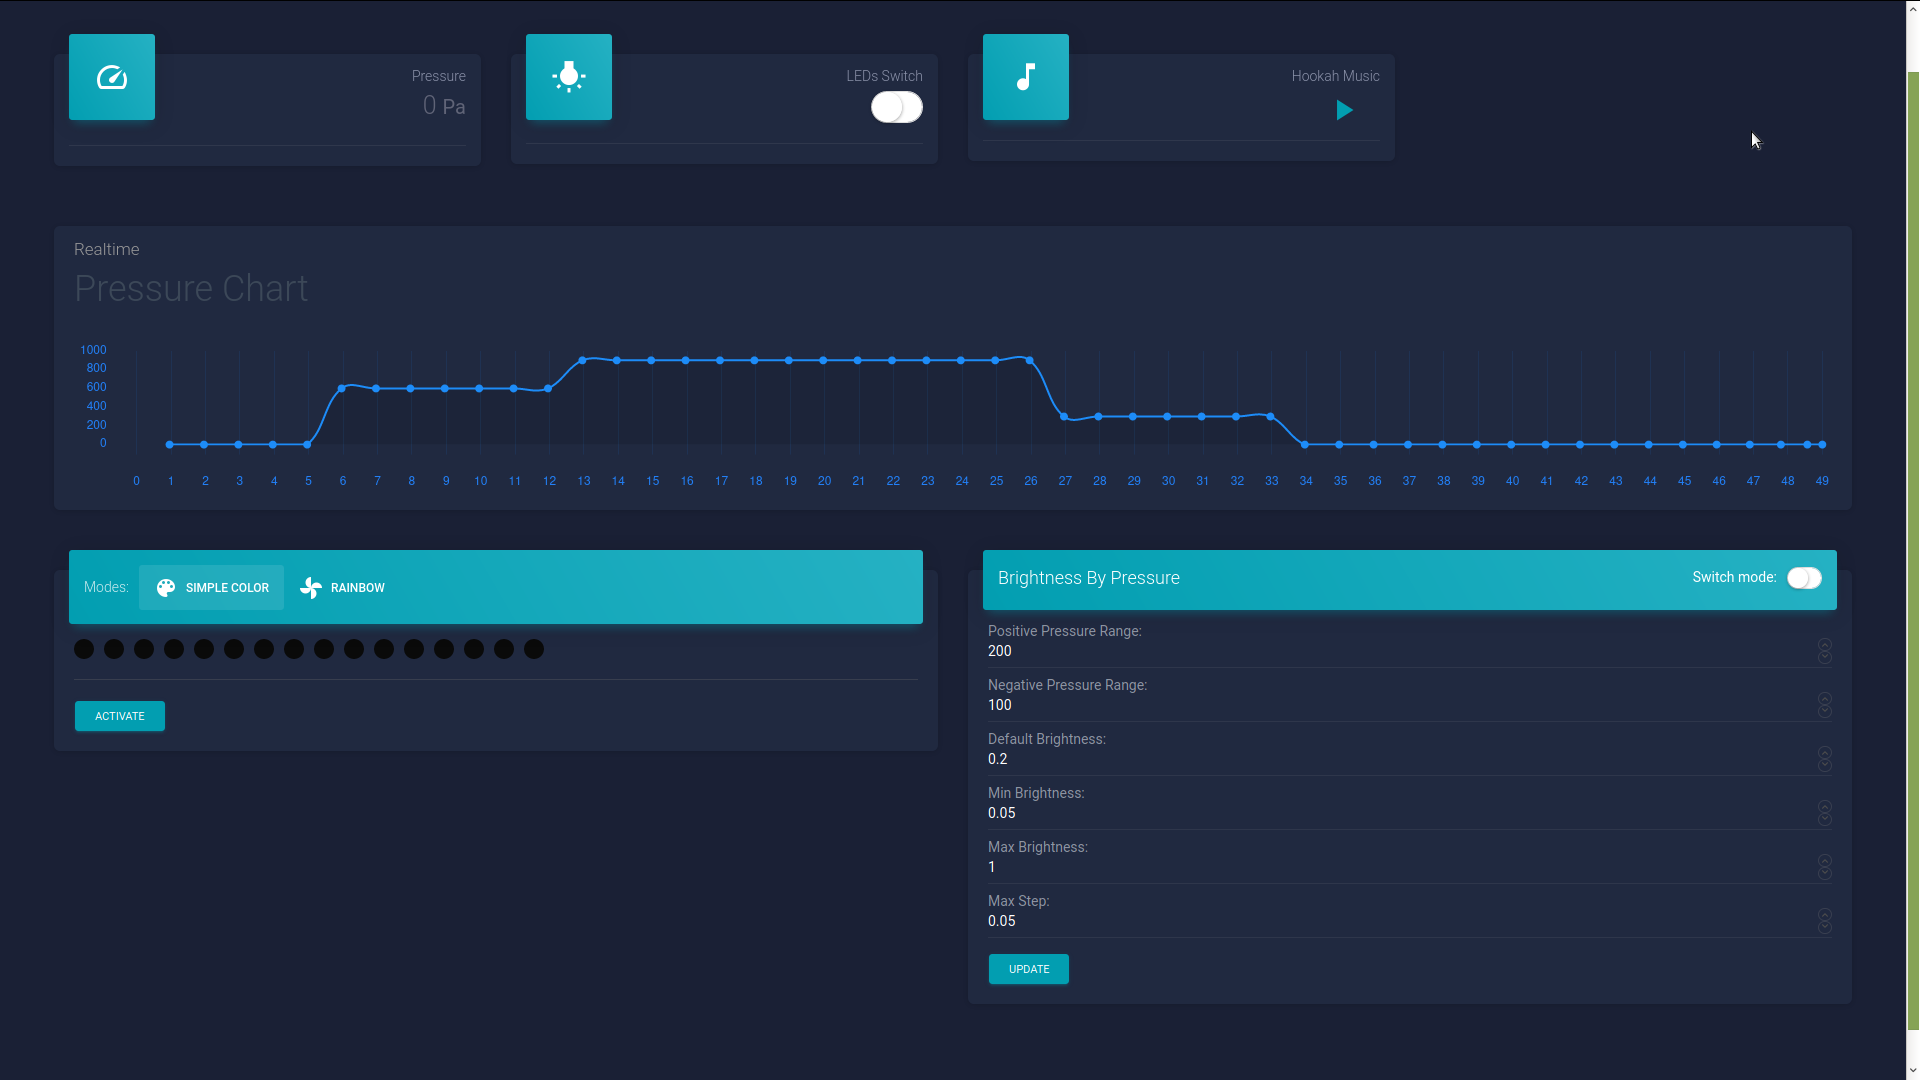 Pressure
0 Pa
LEDs Switch
Hookah Music
Realtime
Pressure Chart
1000
800
600
400
200
0
0 1 2 3 4 5 6 7 8 9 10 11 12 13 14 15 16 17 18 19 20 21 22 23 24 25 26 27 28 29 30 31 32 33 34 35 36 37 38 39 40 41 42 43 44 45 46 47 48 49
Modes: SIMPLE COLOR RAINBOW
ACTIVATE
Brightness By Pressure Switch mode:
Positive Pressure Range:
200
Negative Pressure Range:
100
Default Brightness:
0.2
Min Brightness:
0.05
Max Brightness:
1
Max Step:
0.05
UPDATE